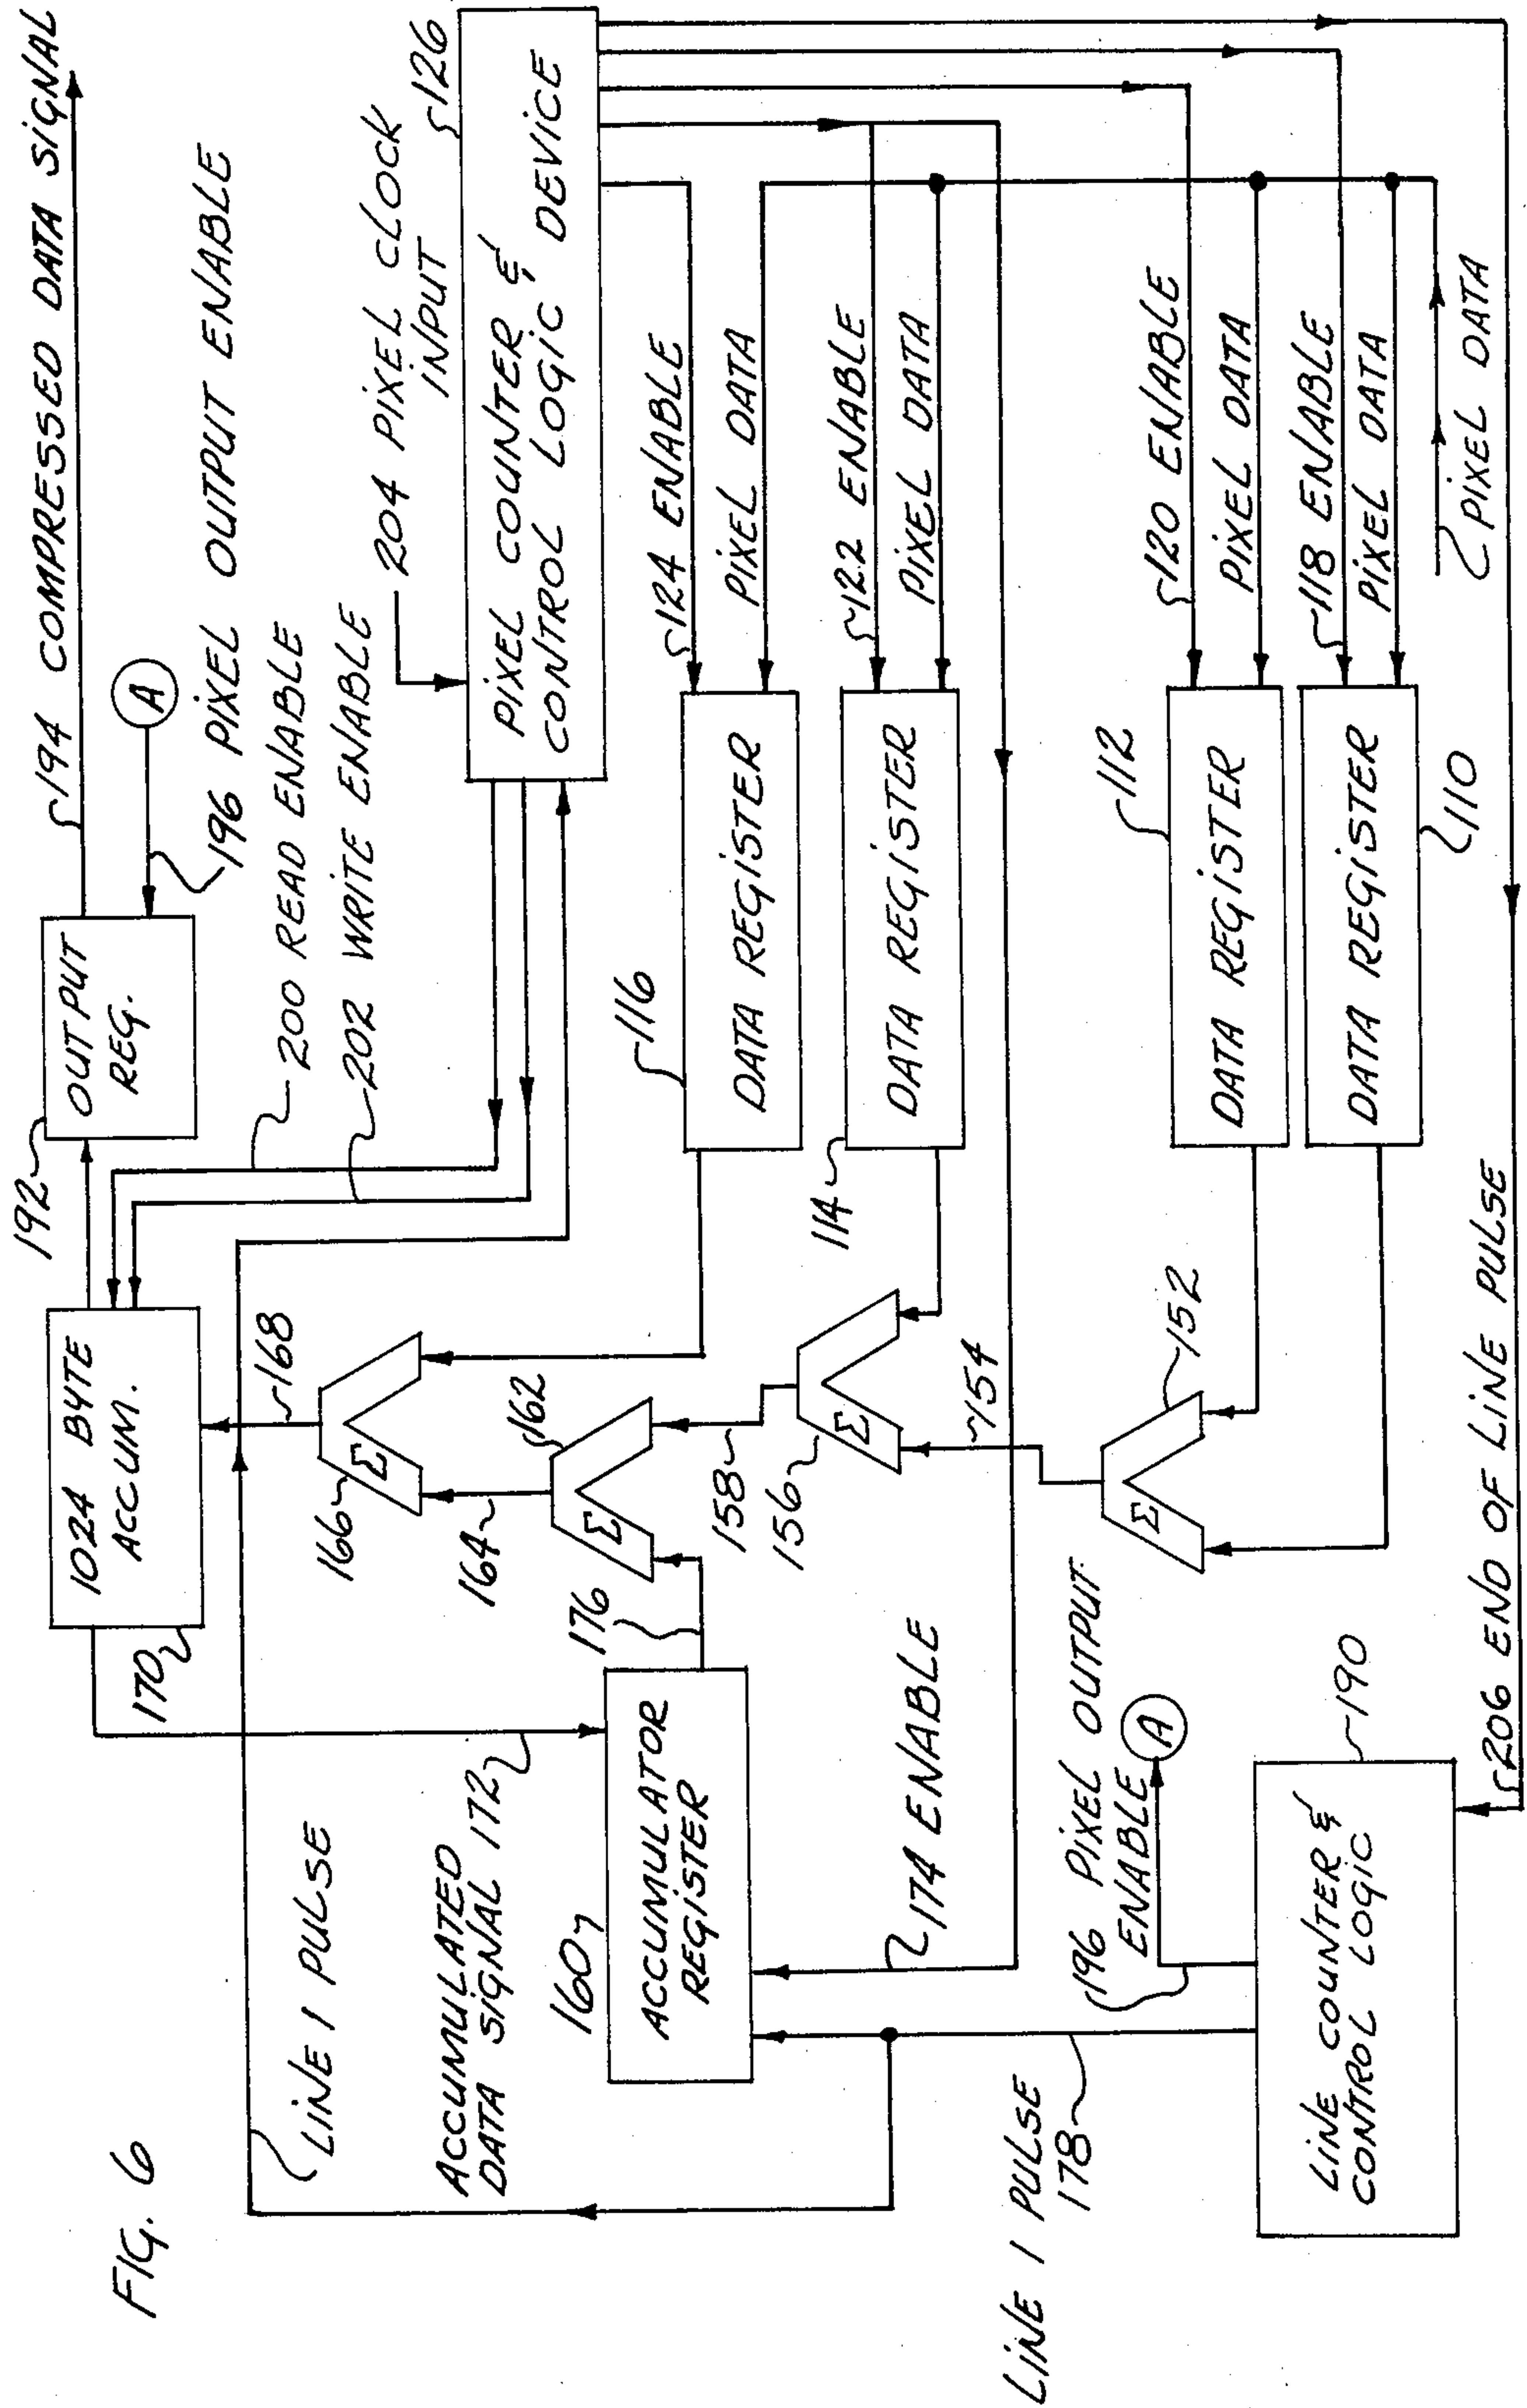 FIG. 6
194 COMPRESSED DATA SIGNAL
A
196 PIXEL OUTPUT ENABLE
192
OUTPUT
REG.
200 READ ENABLE
202 WRITE ENABLE
204 PIXEL CLOCK
INPUT
126
PIXEL COUNTER &
CONTROL LOGIC DEVICE
1024 BYTE
ACCUM.
170
168
166
Σ
164
162
Σ
LINE 1 PULSE
ACCUMULATED
DATA SIGNAL 172
160
ACCUMULATOR
REGISTER
176
174 ENABLE
158
156
Σ
154
152
Σ
116
DATA REGISTER
124 ENABLE
PIXEL DATA
114
DATA REGISTER
122 ENABLE
PIXEL DATA
112
DATA REGISTER
120 ENABLE
PIXEL DATA
DATA REGISTER
110
118 ENABLE
PIXEL DATA
PIXEL DATA
LINE 1 PULSE
178
196 PIXEL OUTPUT
ENABLE
A
LINE COUNTER &
CONTROL LOGIC
190
206 END OF LINE PULSE